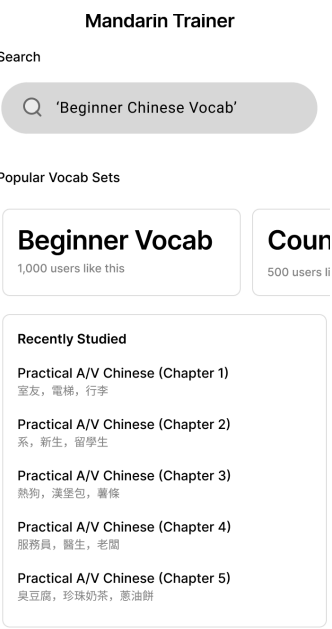 Mandarin Trainer
Search
‘Beginner Chinese Vocab’
Popular Vocab Sets
Beginner Vocab
1,000 users like this
Coun
500 users li
Recently Studied
Practical A/V Chinese (Chapter 1)
室友，電梯，行李
Practical A/V Chinese (Chapter 2)
系，新生，留學生
Practical A/V Chinese (Chapter 3)
熱狗，漢堡包，薯條
Practical A/V Chinese (Chapter 4)
服務員，醫生，老闆
Practical A/V Chinese (Chapter 5)
臭豆腐，珍珠奶茶，蔥油餅